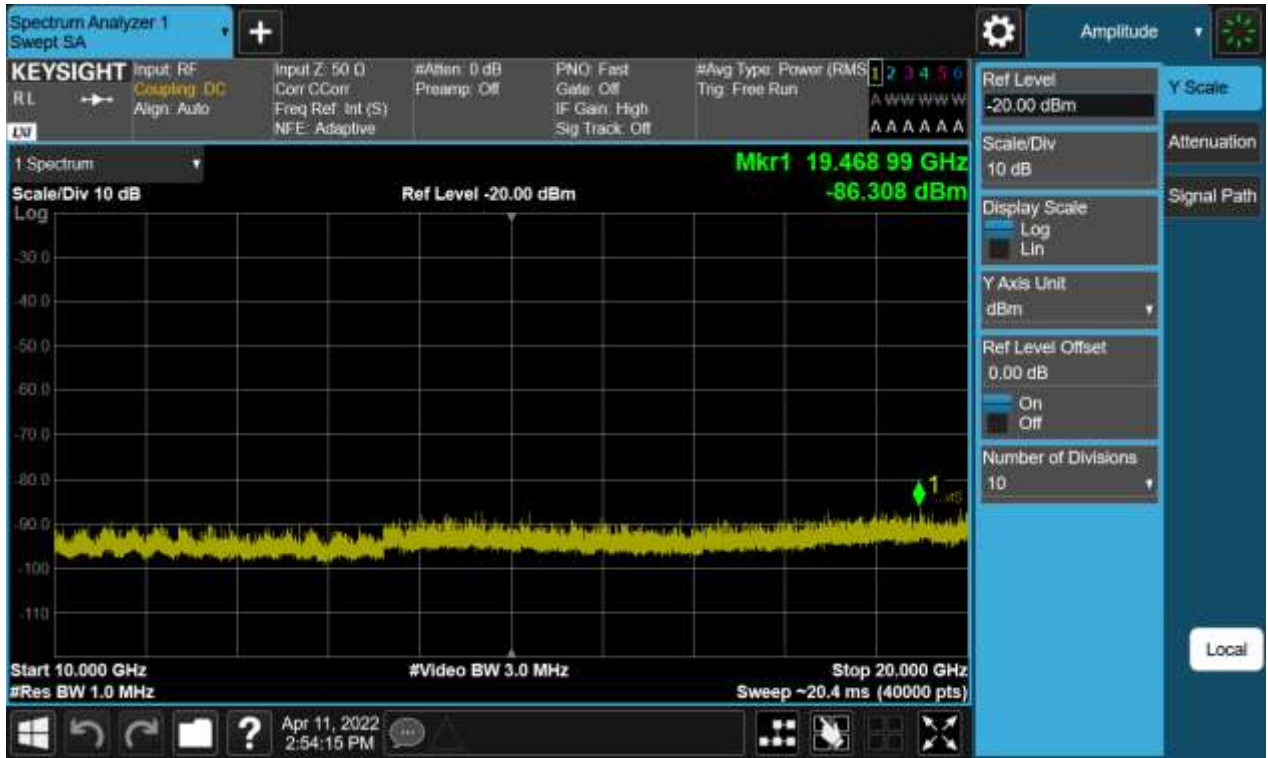 Spectrum Analyzer 1
Swept SA
+
Amplitude
KEYSIGHT
RL
LXI
Input: RF
Coupling: DC
Align: Auto
Input Z: 50 Ω
Corr CCorr
Freq Ref: Int (S)
NFE: Adaptive
#Atten: 0 dB
Preamp: Off
PNO: Fast
Gate: Off
IF Gain: High
Sig Track: Off
#Avg Type: Power (RMS
Trig: Free Run
1 2 3 4 5 6
A W W W W W
A A A A A A
1 Spectrum
Mkr1 19.468 99 GHz
-86.308 dBm
Scale/Div 10 dB
Ref Level -20.00 dBm
Log
-30.0
-40.0
-50.0
-60.0
-70.0
-80.0
-90.0
-100
-110
1
Start 10.000 GHz
#Video BW 3.0 MHz
Stop 20.000 GHz
#Res BW 1.0 MHz
Sweep ~20.4 ms (40000 pts)
?
Apr 11, 2022
2:54:15 PM
Ref Level
-20.00 dBm
Scale/Div
10 dB
Display Scale
Log
Lin
Y Axis Unit
dBm
Ref Level Offset
0.00 dB
On
Off
Number of Divisions
10
Y Scale
Attenuation
Signal Path
Local